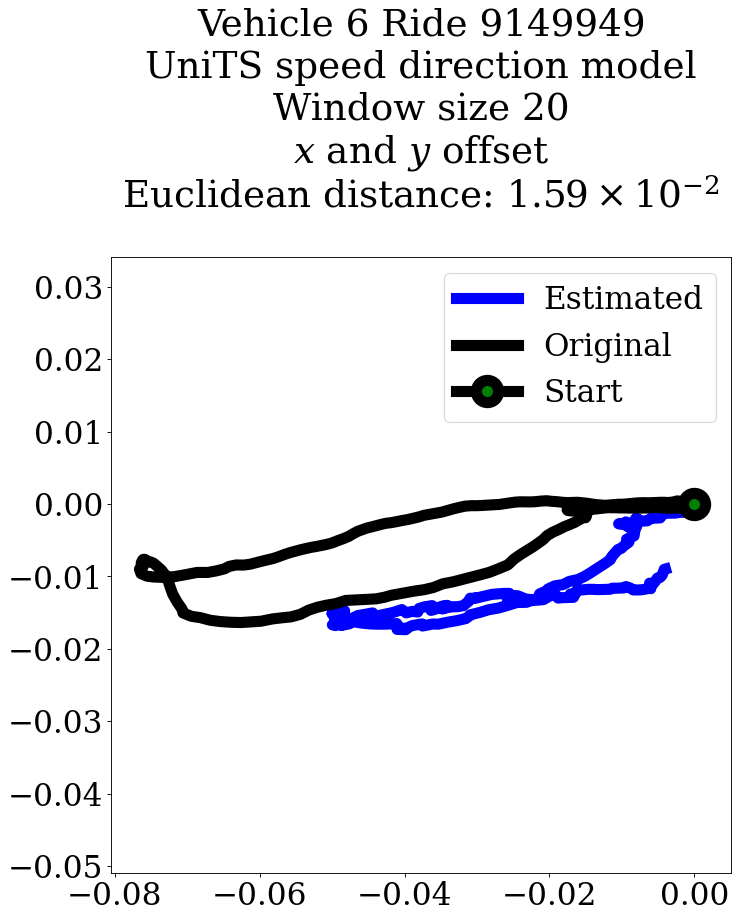 Vehicle 6 Ride 9149949
UniTS speed direction model
Window size 20
x and y offset
Euclidean distance: 1.59 × 10⁻²
Estimated
Original
Start
0.03
0.02
0.01
0.00
−0.01
−0.02
−0.03
−0.04
−0.05
−0.08 −0.06 −0.04 −0.02 0.00